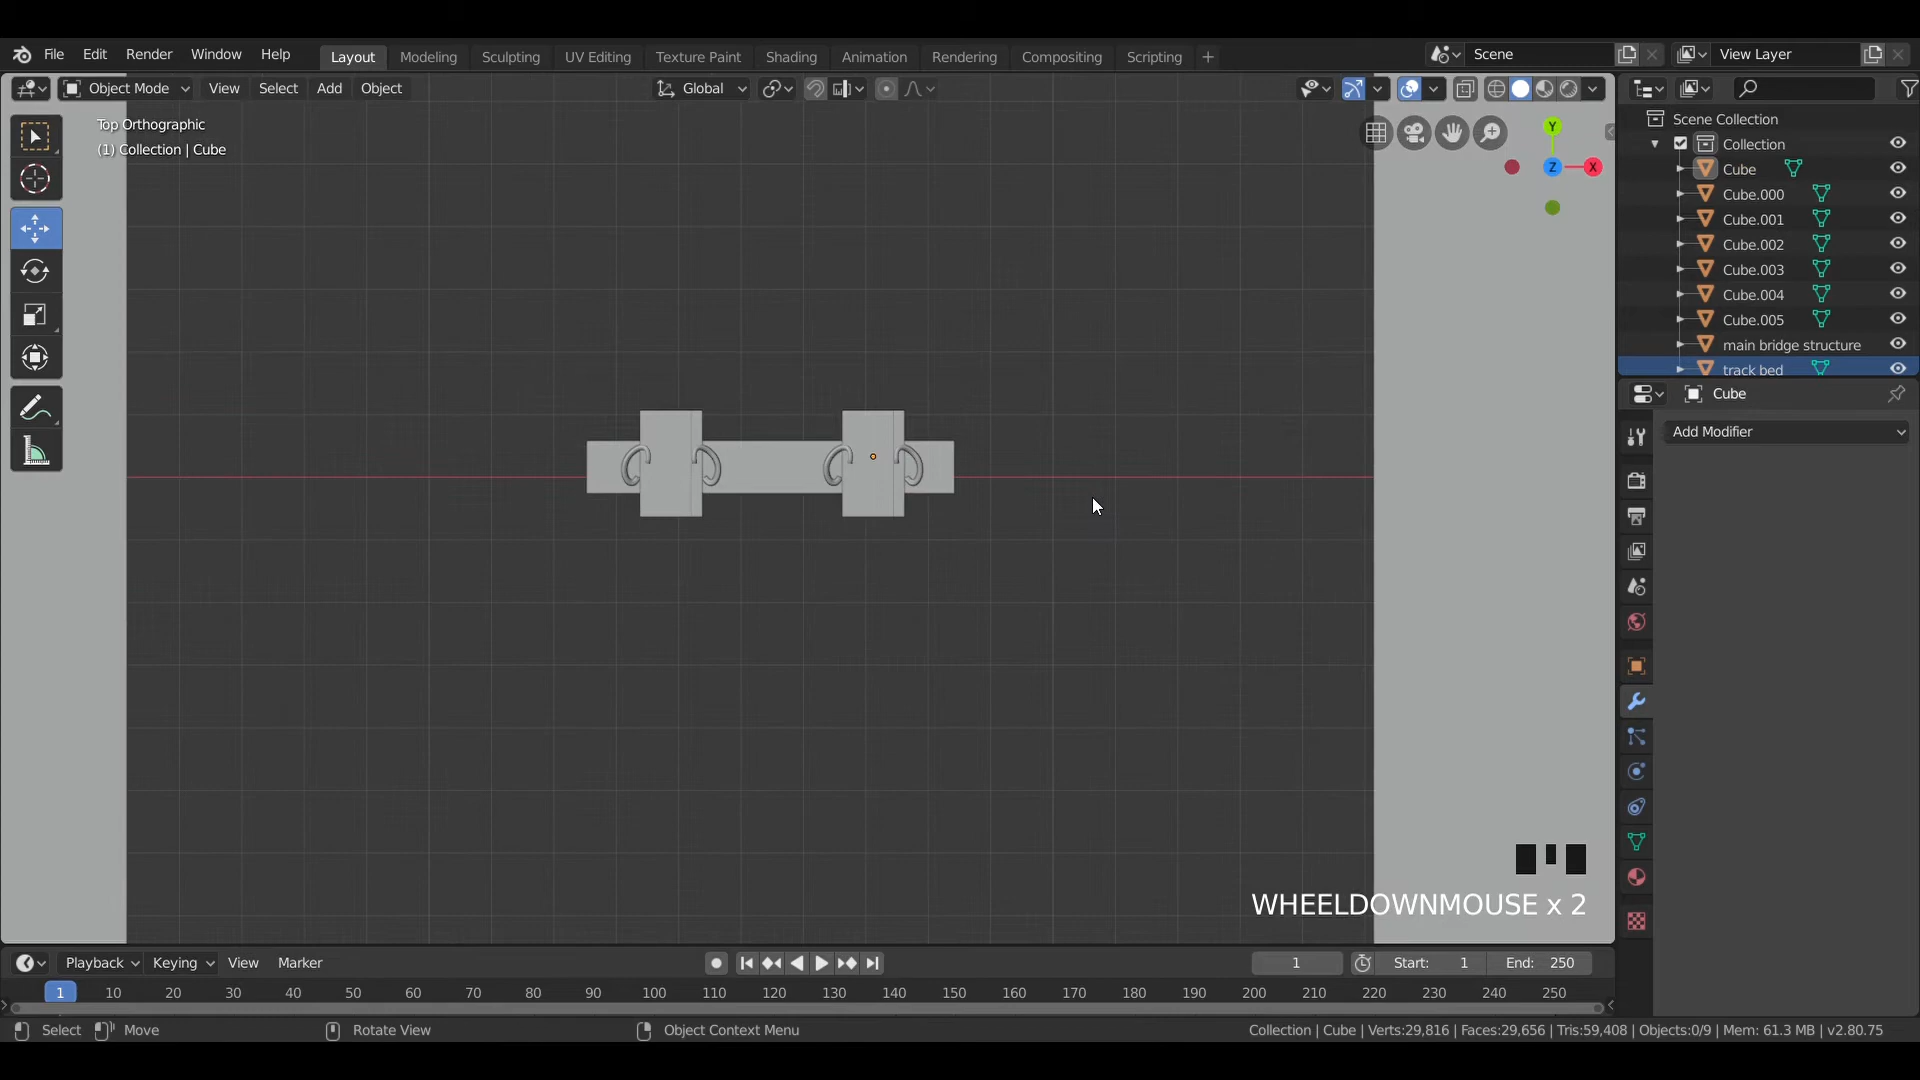 File Edit Render Window Help Layout Modeling Sculpting UV Editing Texture Paint Shading Animation Rendering Compositing Scripting + Scene View Layer
Object Mode View Select Add Object Global
Top Orthographic
(1) Collection | Cube
Y
Z X
Scene Collection
Collection
Cube
Cube.000
Cube.001
Cube.002
Cube.003
Cube.004
Cube.005
main bridge structure
track bed
Cube
Add Modifier
WHEELDOWNMOUSE x 2
Playback Keying View Marker 1 Start: 1 End: 250
1 10 20 30 40 50 60 70 80 90 100 110 120 130 140 150 160 170 180 190 200 210 220 230 240 250
Select Move Rotate View Object Context Menu Collection | Cube | Verts:29,816 | Faces:29,656 | Tris:59,408 | Objects:0/9 | Mem: 61.3 MB | v2.80.75